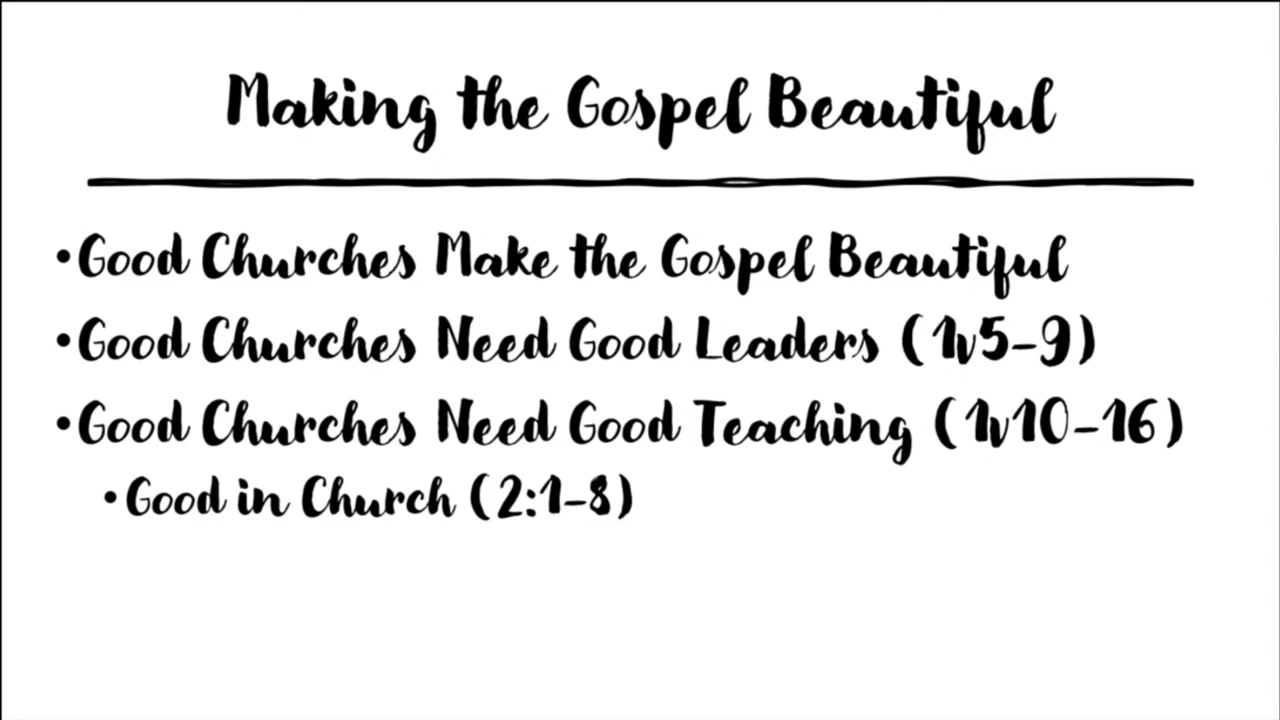 Making the Gospel Beautiful
•Good Churches Make the Gospel Beautiful
•Good Churches Need Good Leaders (1v5-9)
•Good Churches Need Good Teaching (1v10-16)
•Good in Church (2:1-8)